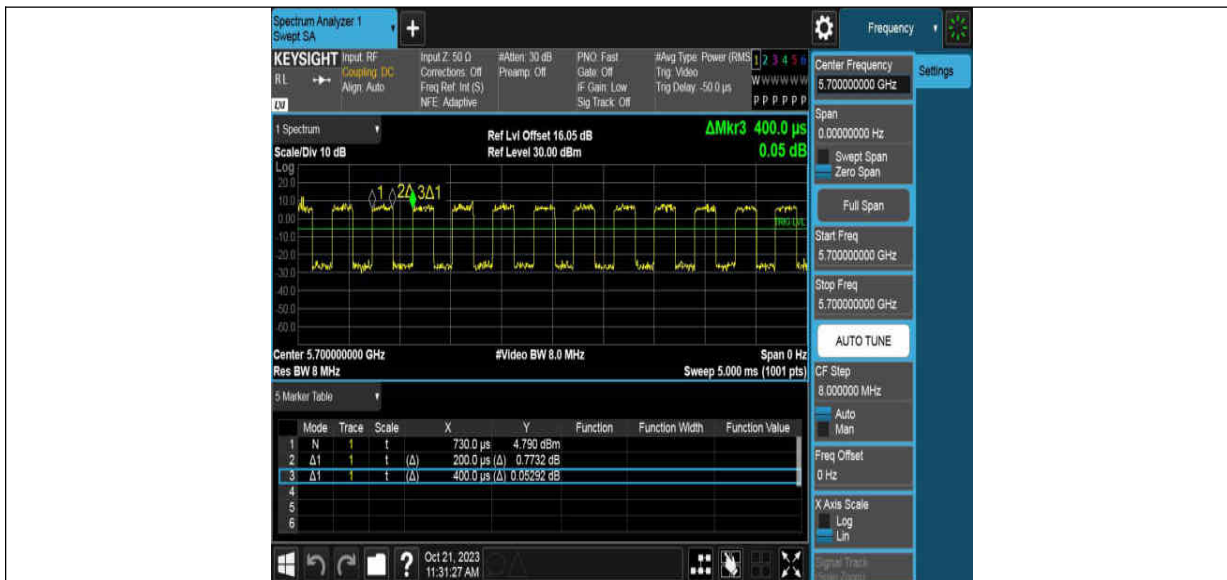 Spectrum Analyzer 1
Swept SA
+
Frequency
KEYSIGHT
RL
LXI
Input: RF
Coupling: DC
Align: Auto
Input Z: 50 Ω
Corrections: Off
Freq Ref: Int (S)
NFE: Adaptive
#Atten: 30 dB
Preamp: Off
PNO: Fast
Gate: Off
IF Gain: Low
Sig Track: Off
#Avg Type: Power (RMS
Trig: Video
Trig Delay: -50.0 µs
1 2 3 4 5 6
W W W W W W
P P P P P P
1 Spectrum
Scale/Div 10 dB
Ref Lvl Offset 16.05 dB
Ref Level 30.00 dBm
ΔMkr3 400.0 µs
0.05 dB
Log
20.0
10.0
0.00
-10.0
-20.0
-30.0
-40.0
-50.0
-60.0
1 2Δ 3Δ1
TRIG LVL
Center 5.700000000 GHz
#Video BW 8.0 MHz
Span 0 Hz
Res BW 8 MHz
Sweep 5.000 ms (1001 pts)
5 Marker Table
Mode Trace Scale X Y Function Function Width Function Value
1 N 1 t 730.0 µs 4.790 dBm
2 Δ1 1 t (Δ) 200.0 µs (Δ) 0.7732 dB
3 Δ1 1 t (Δ) 400.0 µs (Δ) 0.05292 dB
4
5
6
?
Oct 21, 2023
11:31:27 AM
Center Frequency
5.700000000 GHz
Settings
Span
0.00000000 Hz
Swept Span
Zero Span
Full Span
Start Freq
5.700000000 GHz
Stop Freq
5.700000000 GHz
AUTO TUNE
CF Step
8.000000 MHz
Auto
Man
Freq Offset
0 Hz
X Axis Scale
Log
Lin
Signal Track
(Span Zoom)